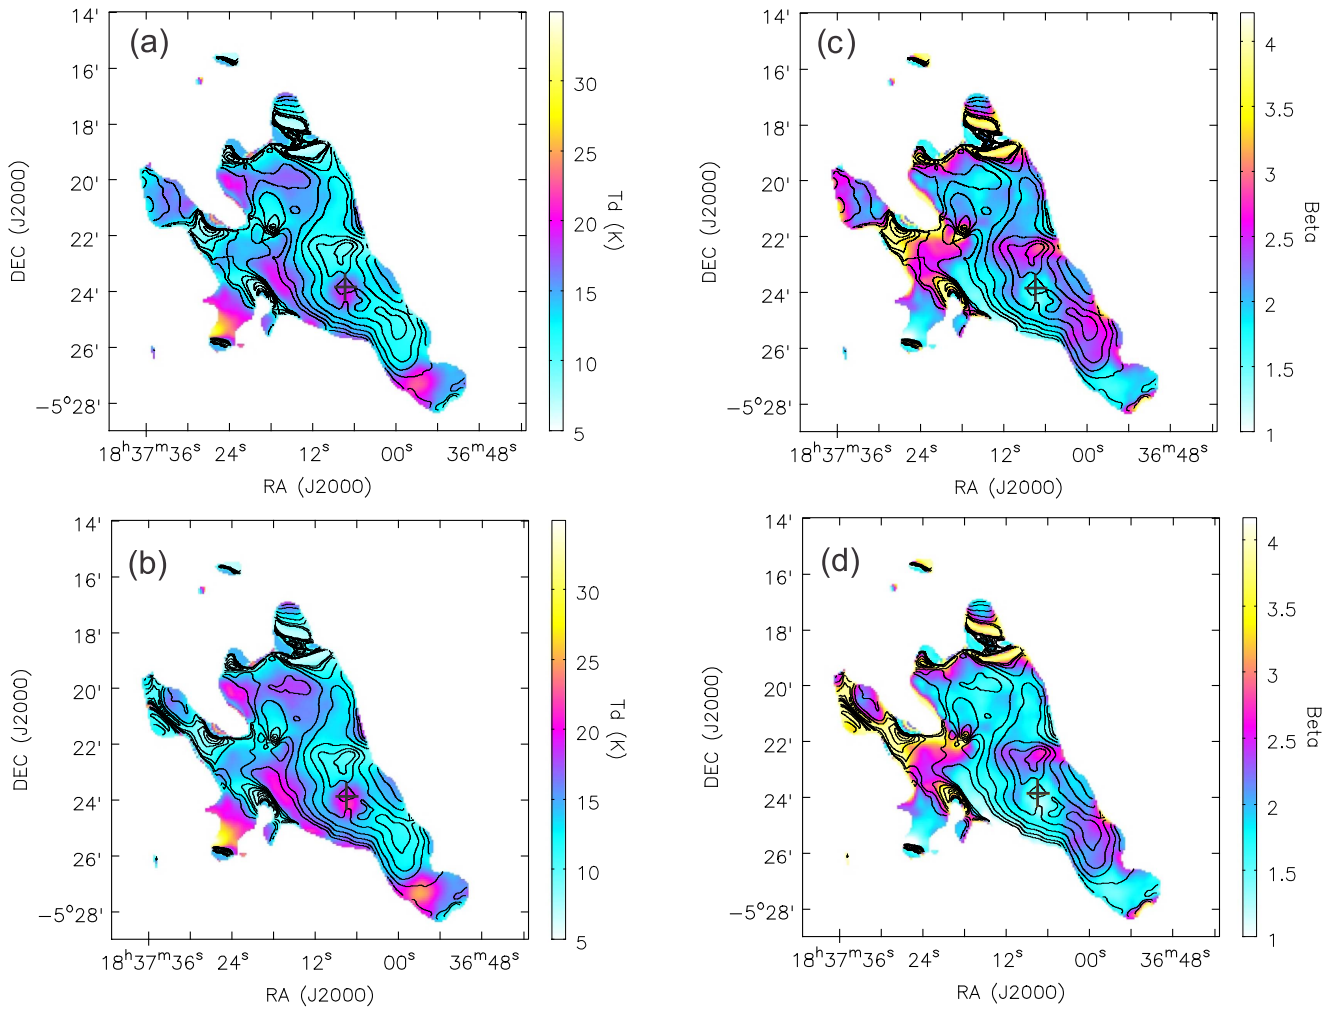 (a)
14'
16'
18'
20'
22'
24'
26'
−5°28'
DEC (J2000)
18ʰ37ᵐ36ˢ 24ˢ 12ˢ 00ˢ 36ᵐ48ˢ
RA (J2000)
30
25
20
15
10
5
Td (K)
(c)
14'
16'
18'
20'
22'
24'
26'
−5°28'
DEC (J2000)
18ʰ37ᵐ36ˢ 24ˢ 12ˢ 00ˢ 36ᵐ48ˢ
RA (J2000)
4
3.5
3
2.5
2
1.5
1
Beta
(b)
14'
16'
18'
20'
22'
24'
26'
−5°28'
DEC (J2000)
18ʰ37ᵐ36ˢ 24ˢ 12ˢ 00ˢ 36ᵐ48ˢ
RA (J2000)
30
25
20
15
10
5
Td (K)
(d)
14'
16'
18'
20'
22'
24'
26'
−5°28'
DEC (J2000)
18ʰ37ᵐ36ˢ 24ˢ 12ˢ 00ˢ 36ᵐ48ˢ
RA (J2000)
4
3.5
3
2.5
2
1.5
1
Beta